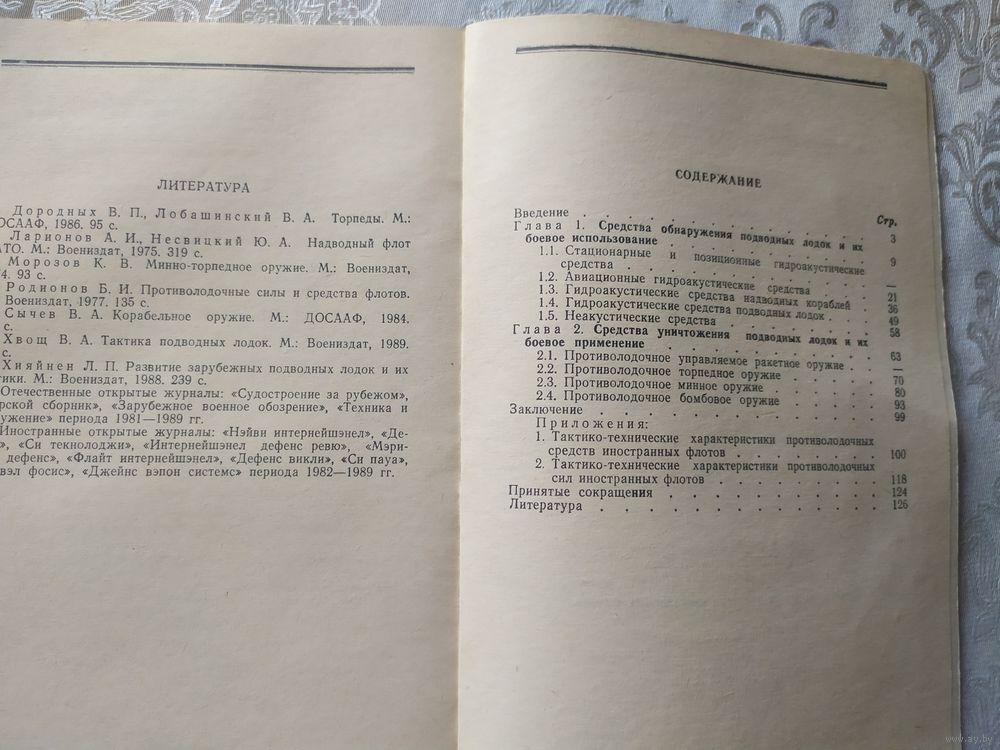 ЛИТЕРАТУРА
Дородных В. П., Лобашинский В. А. Торпеды. М.:
ОСААФ, 1986. 95 с.
Ларионов А. И., Несвицкий Ю. А. Надводный флот
АТО. М.: Воениздат, 1975. 319 с.
Морозов К. В. Минно-торпедное оружие. М.: Воениздат,
4. 93 с.
Родионов Б. И. Противолодочные силы и средства флотов.
Воениздат, 1977. 135 с.
Сычев В. А. Корабельное оружие. М.: ДОСААФ, 1984.
с.
Хвощ В. А. Тактика подводных лодок. М.: Воениздат, 1989.
с.
Хияйнен Л. П. Развитие зарубежных подводных лодок и их
тики. М.: Воениздат, 1988. 239 с.
Отечественные открытые журналы: «Судостроение за рубежом»,
рской сборник», «Зарубежное военное обозрение», «Техника и
ужение» периода 1981—1989 гг.
Иностранные открытые журналы: «Нэйви интернейшэнел», «Де-
», «Си текнолоджи», «Интернейшэнел дефенс ревю», «Мэри-
дефенс», «Флайт интернейшэнел», «Дефенс викли», «Си пауа»,
вэл фосис», «Джейнс вэпон системс» периода 1982—1989 гг.
СОДЕРЖАНИЕ
Стр.
Введение . . . . . . . . . . . . . . 3
Глава 1. Средства обнаружения подводных лодок и их
боевое использование . . . . . . . . . . 9
1.1. Стационарные и позиционные гидроакустические
средства . . . . . . . . . . . . —
1.2. Авиационные гидроакустические средства . . . 21
1.3. Гидроакустические средства надводных кораблей . . 36
1.4. Гидроакустические средства подводных лодок . . . 49
1.5. Неакустические средства . . . . . . . . 58
Глава 2. Средства уничтожения подводных лодок и их
боевое применение . . . . . . . . . . . 63
2.1. Противолодочное управляемое ракетное оружие . . —
2.2. Противолодочное торпедное оружие . . . . . 70
2.3. Противолодочное минное оружие . . . . . . 80
2.4. Противолодочное бомбовое оружие . . . . . 93
Заключение . . . . . . . . . . . . . . 99
Приложения:
1. Тактико-технические характеристики противолодочных
средств иностранных флотов . . . . . . . . 100
2. Тактико-технические характеристики противолодочных
сил иностранных флотов . . . . . . . . . 118
Принятые сокращения . . . . . . . . . . . 124
Литература . . . . . . . . . . . . . . 126
www.ay.by